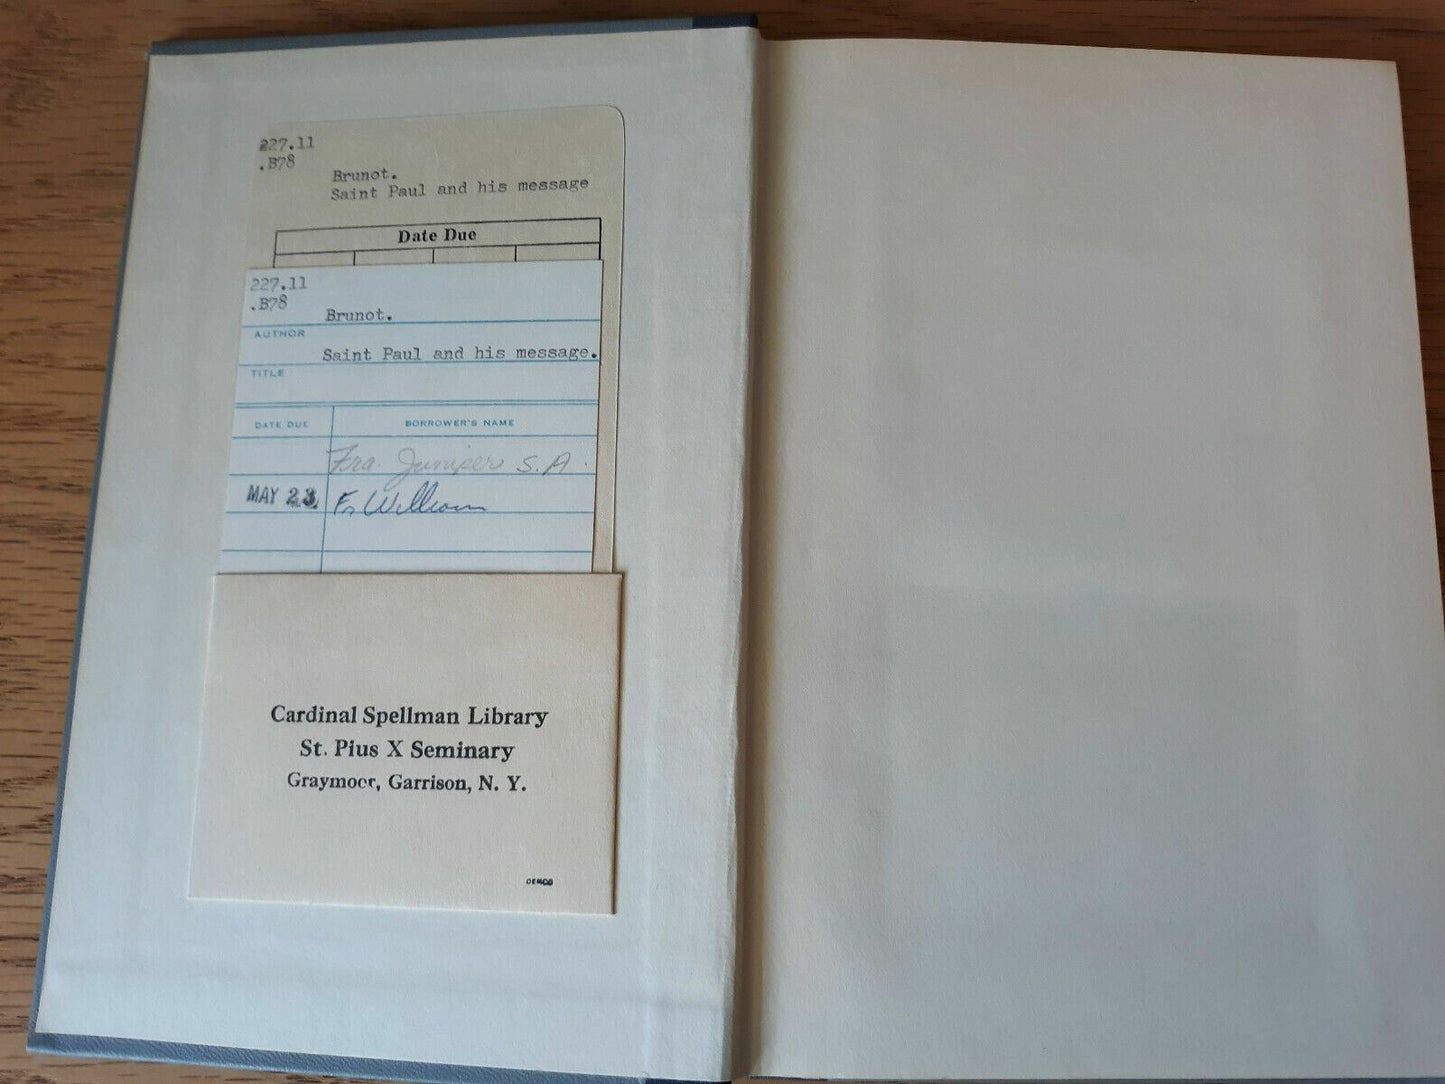 227.11
.B78
Brunot.
Saint Paul and his message
Date Due
227.11
.B78
Brunot.
AUTHOR
Saint Paul and his message.
TITLE
DATE DUE BORROWER'S NAME
Fra. Juniper S.A.
MAY 23 Fr William
Cardinal Spellman Library
St. Pius X Seminary
Graymoor, Garrison, N. Y.
DEMCO